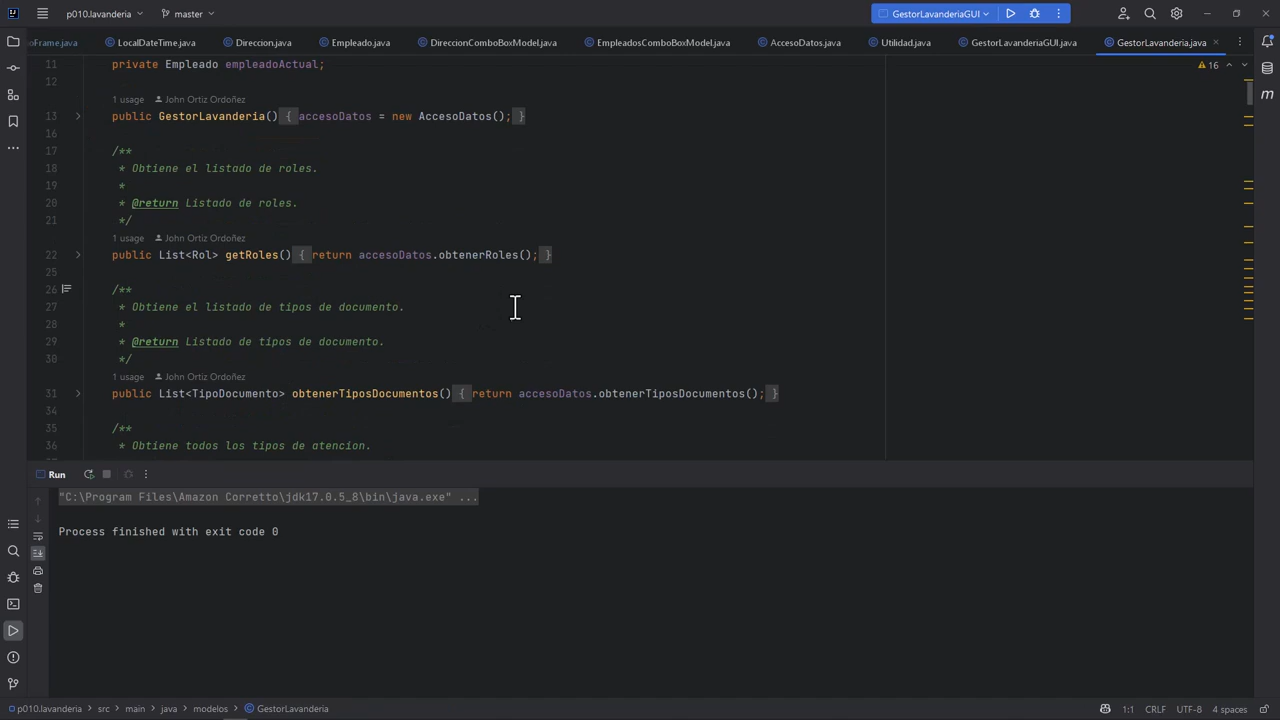 p010.lavanderia master GestorLavanderiaGUI
oFrame.java LocalDateTime.java Direccion.java Empleado.java DireccionComboBoxModel.java EmpleadosComboBoxModel.java AccesoDatos.java Utilidad.java GestorLavanderiaGUI.java GestorLavanderia.java
11 private Empleado empleadoActual; 16
12
1 usage John Ortiz Ordoñez
13 public GestorLavanderia() { accesoDatos = new AccesoDatos(); }
16
17 /**
18 * Obtiene el listado de roles.
19 *
20 * @return Listado de roles.
21 */
1 usage John Ortiz Ordoñez
22 public List<Rol> getRoles() { return accesoDatos.obtenerRoles(); }
25
26 /**
27 * Obtiene el listado de tipos de documento.
28 *
29 * @return Listado de tipos de documento.
30 */
1 usage John Ortiz Ordoñez
31 public List<TipoDocumento> obtenerTiposDocumentos() { return accesoDatos.obtenerTiposDocumentos(); }
34
35 /**
36 * Obtiene todos los tipos de atencion.
Run
"C:\Program Files\Amazon Corretto\jdk17.0.5_8\bin\java.exe" ...
Process finished with exit code 0
p010.lavanderia > src > main > java > modelos > GestorLavanderia 1:1 CRLF UTF-8 4 spaces